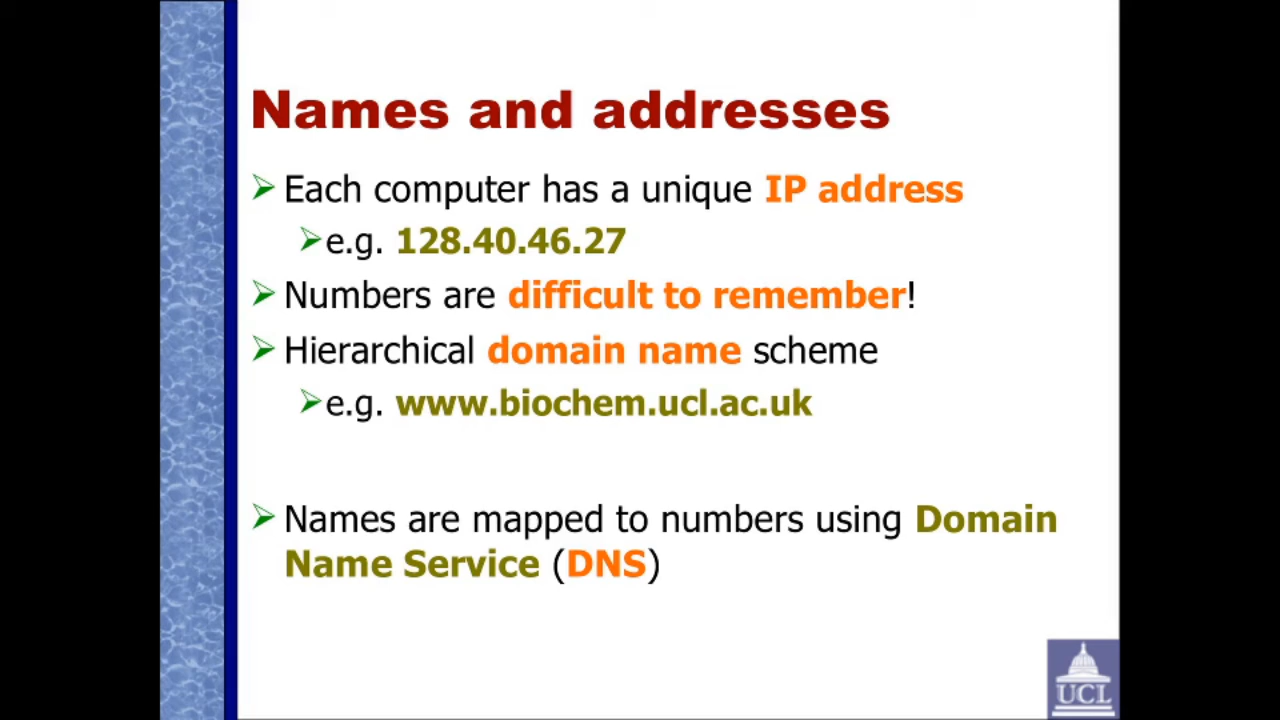 Names and addresses
Each computer has a unique IP address
e.g. 128.40.46.27
Numbers are difficult to remember!
Hierarchical domain name scheme
e.g. www.biochem.ucl.ac.uk
Names are mapped to numbers using Domain
Name Service (DNS)
UCL